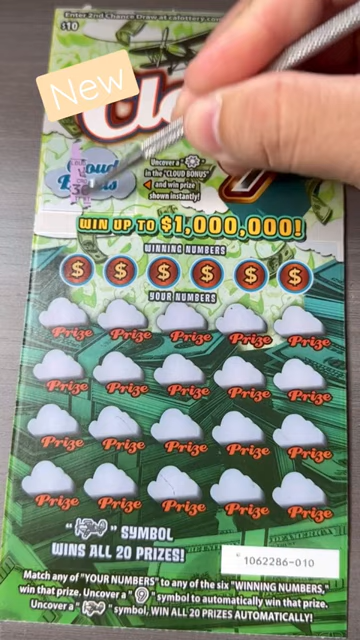 Enter 2nd Chance Draw at calottery.com
$10
New
Cloud
Uncover a " "
in the "CLOUD BONUS"
and win prize
shown instantly!
WIN UP TO $1,000,000!
WINNING NUMBERS
$ $ $ $ $ $
YOUR NUMBERS
Prize Prize Prize Prize Prize
Prize Prize Prize Prize Prize
Prize Prize Prize Prize Prize
Prize Prize Prize Prize Prize
" " SYMBOL
WINS ALL 20 PRIZES!
1062286-010
Match any of "YOUR NUMBERS" to any of the six "WINNING NUMBERS,"
win that prize. Uncover a " " symbol to automatically win that prize.
Uncover a " " symbol, WIN ALL 20 PRIZES AUTOMATICALLY!